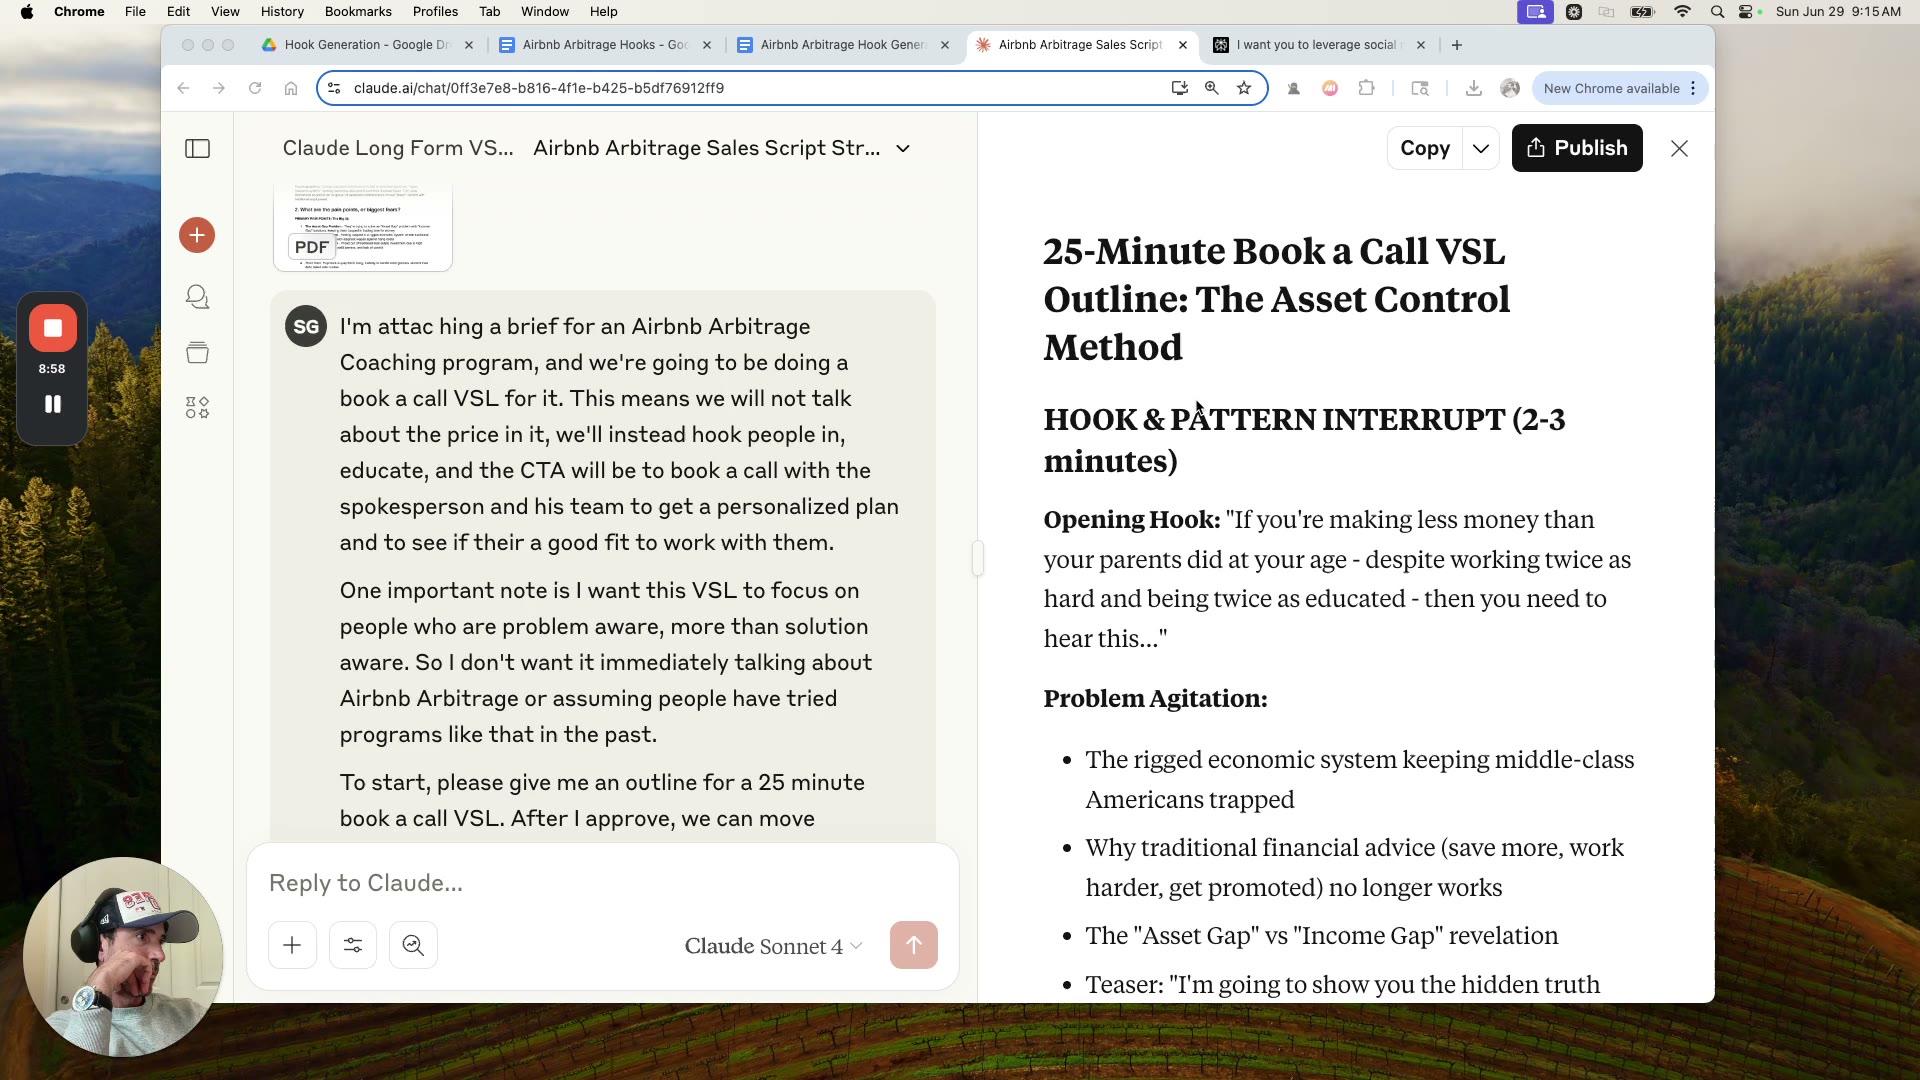 Chrome File Edit View History Bookmarks Profiles Tab Window Help
Sun Jun 29 9:15 AM
Hook Generation - Google Dr
Airbnb Arbitrage Hooks - Goo
Airbnb Arbitrage Hook Gener
Airbnb Arbitrage Sales Script
I want you to leverage social
claude.ai/chat/0ff3e7e8-b816-4f1e-b425-b5df76912ff9
New Chrome available
8:58
Claude Long Form VS...
Airbnb Arbitrage Sales Script Str...
2. What are the pain points, or biggest fears?
PDF
SG
I'm attac hing a brief for an Airbnb Arbitrage
Coaching program, and we're going to be doing a
book a call VSL for it. This means we will not talk
about the price in it, we'll instead hook people in,
educate, and the CTA will be to book a call with the
spokesperson and his team to get a personalized plan
and to see if their a good fit to work with them.
One important note is I want this VSL to focus on
people who are problem aware, more than solution
aware. So I don't want it immediately talking about
Airbnb Arbitrage or assuming people have tried
programs like that in the past.
To start, please give me an outline for a 25 minute
book a call VSL. After I approve, we can move
Reply to Claude...
Claude Sonnet 4
Copy
Publish
25-Minute Book a Call VSL
Outline: The Asset Control
Method
HOOK & PATTERN INTERRUPT (2-3
minutes)
Opening Hook: "If you're making less money than
your parents did at your age - despite working twice as
hard and being twice as educated - then you need to
hear this..."
Problem Agitation:
• The rigged economic system keeping middle-class
Americans trapped
• Why traditional financial advice (save more, work
harder, get promoted) no longer works
• The "Asset Gap" vs "Income Gap" revelation
• Teaser: "I'm going to show you the hidden truth